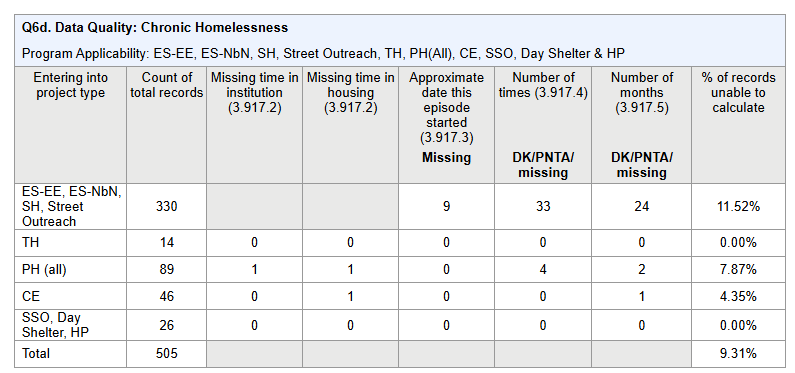 Q6d. Data Quality: Chronic Homelessness
Program Applicability: ES-EE, ES-NbN, SH, Street Outreach, TH, PH(All), CE, SSO, Day Shelter & HP
Entering into project type | Count of total records | Missing time in institution (3.917.2) | Missing time in housing (3.917.2) | Approximate date this episode started (3.917.3) Missing | Number of times (3.917.4) DK/PNTA/missing | Number of months (3.917.5) DK/PNTA/missing | % of records unable to calculate
ES-EE, ES-NbN, SH, Street Outreach | 330 | | | 9 | 33 | 24 | 11.52%
TH | 14 | 0 | 0 | 0 | 0 | 0 | 0.00%
PH (all) | 89 | 1 | 1 | 0 | 4 | 2 | 7.87%
CE | 46 | 0 | 1 | 0 | 0 | 1 | 4.35%
SSO, Day Shelter, HP | 26 | 0 | 0 | 0 | 0 | 0 | 0.00%
Total | 505 | | | | | | 9.31%